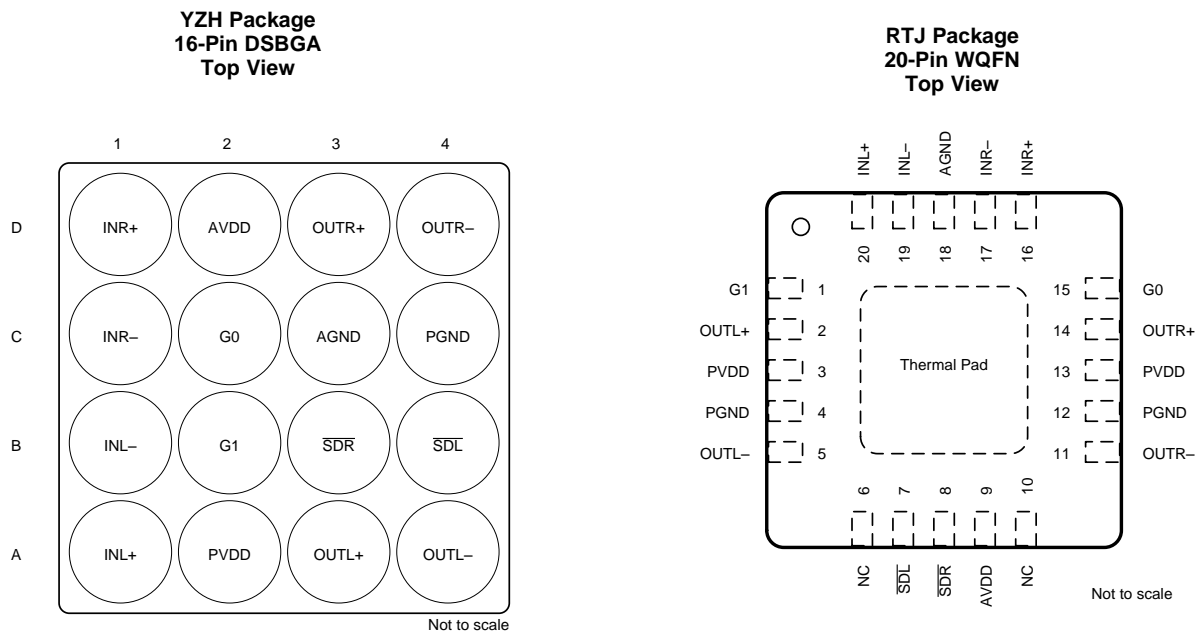 YZH Package
16-Pin DSBGA
Top View
1 2 3 4
D INR+ AVDD OUTR+ OUTR–
C INR– G0 AGND PGND
B INL– G1 SDR SDL
A INL+ PVDD OUTL+ OUTL–
Not to scale
RTJ Package
20-Pin WQFN
Top View
INL+ INL– AGND INR– INR+
20 19 18 17 16
G1 1 15 G0
OUTL+ 2 14 OUTR+
PVDD 3 Thermal Pad 13 PVDD
PGND 4 12 PGND
OUTL– 5 11 OUTR–
6 7 8 9 10
NC SDL SDR AVDD NC
Not to scale